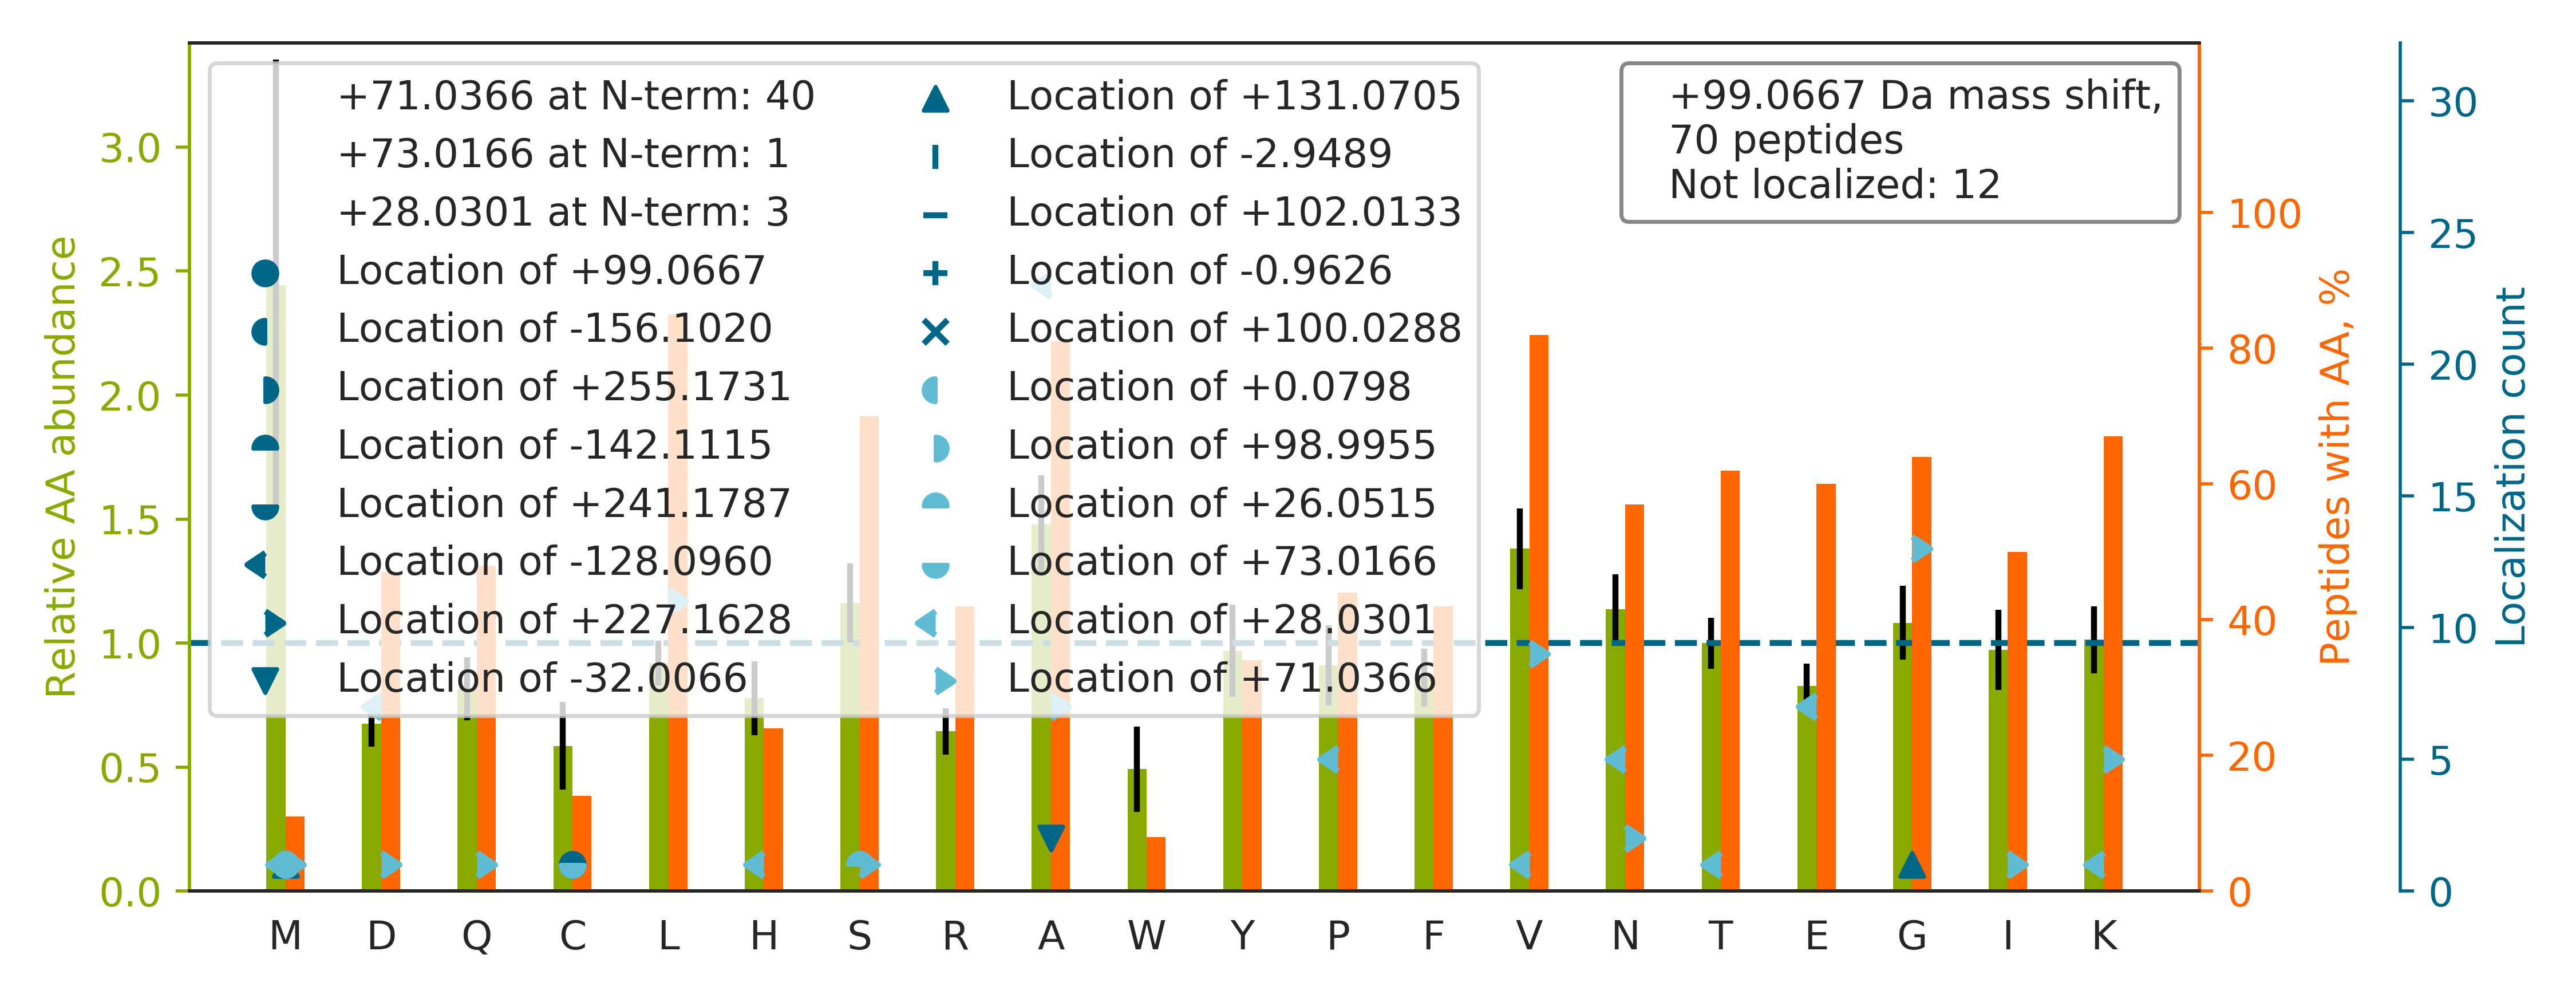 +71.0366 at N-term: 40
+73.0166 at N-term: 1
+28.0301 at N-term: 3
Location of +99.0667
Location of -156.1020
Location of +255.1731
Location of -142.1115
Location of +241.1787
Location of -128.0960
Location of +227.1628
Location of -32.0066
Location of +131.0705
Location of -2.9489
Location of +102.0133
Location of -0.9626
Location of +100.0288
Location of +0.0798
Location of +98.9955
Location of +26.0515
Location of +73.0166
Location of +28.0301
Location of +71.0366
+99.0667 Da mass shift,
70 peptides
Not localized: 12
Relative AA abundance
3.0
2.5
2.0
1.5
1.0
0.5
0.0
M D Q C L H S R A W Y P F V N T E G I K
100
80
60
40
20
0
Peptides with AA, %
30
25
20
15
10
5
0
Localization count